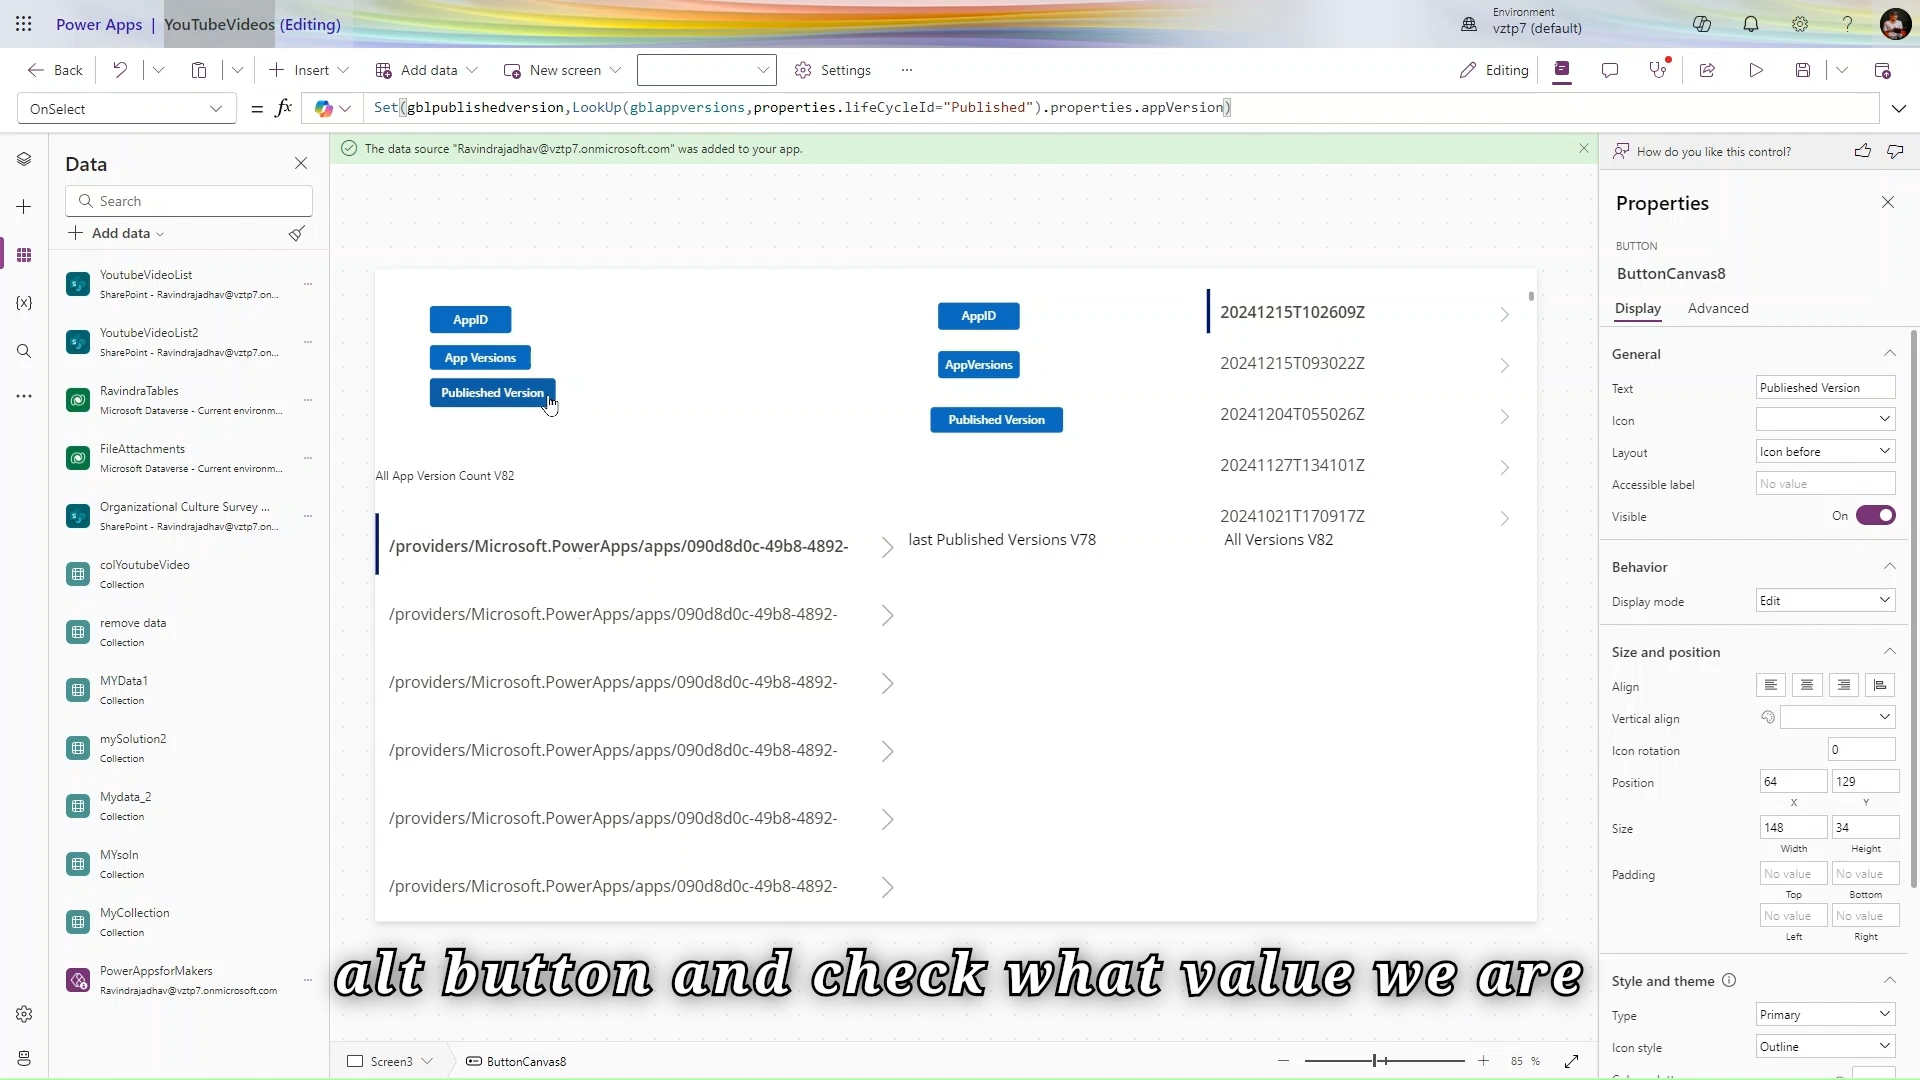 Power Apps | YouTubeVideos (Editing)
Environment
vztp7 (default)
Back
Insert
Add data
New screen
Settings
Editing
OnSelect
= fx
Set(gblpublishedversion,LookUp(gblappversions,properties.lifeCycleId="Published").properties.appVersion)
Data
Search
Add data
YoutubeVideoList
SharePoint - Ravindrajadhav@vztp7.on...
YoutubeVideoList2
SharePoint - Ravindrajadhav@vztp7.on...
RavindraTables
Microsoft Dataverse - Current environm...
FileAttachments
Microsoft Dataverse - Current environm...
Organizational Culture Survey ...
SharePoint - Ravindrajadhav@vztp7.on...
colYoutubeVideo
Collection
remove data
Collection
MYData1
Collection
mySolution2
Collection
Mydata_2
Collection
MYsoln
Collection
MyCollection
Collection
PowerAppsforMakers
Ravindrajadhav@vztp7.onmicrosoft.com
The data source "Ravindrajadhav@vztp7.onmicrosoft.com" was added to your app.
AppID
App Versions
Publieshed Version
All App Version Count V82
/providers/Microsoft.PowerApps/apps/090d8d0c-49b8-4892-
/providers/Microsoft.PowerApps/apps/090d8d0c-49b8-4892-
/providers/Microsoft.PowerApps/apps/090d8d0c-49b8-4892-
/providers/Microsoft.PowerApps/apps/090d8d0c-49b8-4892-
/providers/Microsoft.PowerApps/apps/090d8d0c-49b8-4892-
/providers/Microsoft.PowerApps/apps/090d8d0c-49b8-4892-
AppID
AppVersions
Published Version
last Published Versions V78
20241215T102609Z
20241215T093022Z
20241204T055026Z
20241127T134101Z
20241021T170917Z
All Versions V82
alt button and check what value we are
Screen3
ButtonCanvas8
85 %
How do you like this control?
Properties
BUTTON
ButtonCanvas8
Display
Advanced
General
Text
Publieshed Version
Icon
Layout
Icon before
Accessible label
No value
Visible
On
Behavior
Display mode
Edit
Size and position
Align
Vertical align
Icon rotation
0
Position
64
129
X
Y
Size
148
34
Width
Height
Padding
No value
No value
Top
Bottom
No value
No value
Left
Right
Style and theme
Type
Primary
Icon style
Outline